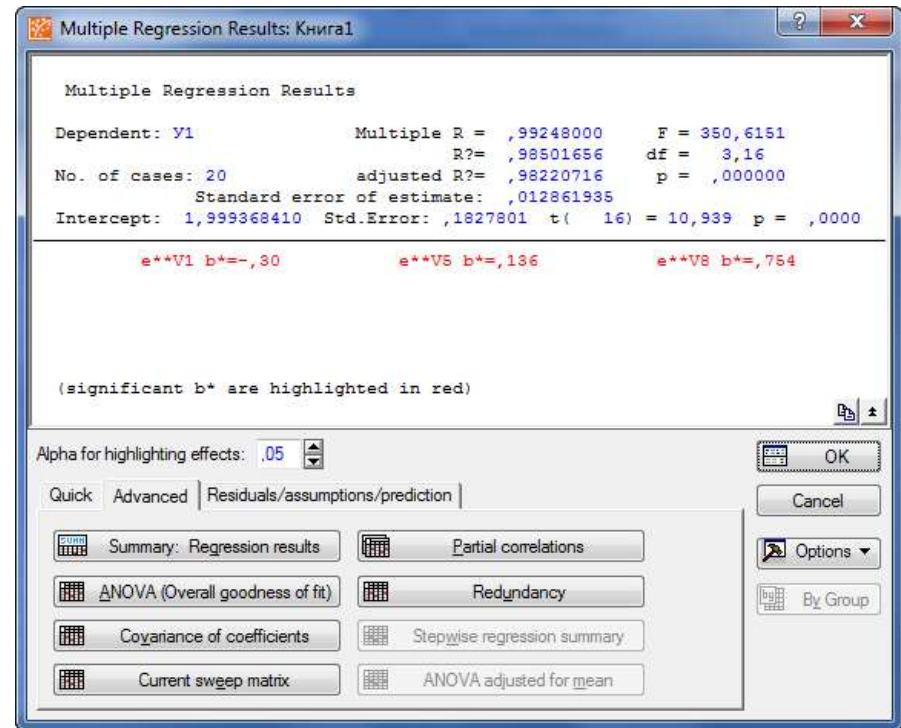 Multiple Regression Results: Книга1
? X
Multiple Regression Results
Dependent: У1 Multiple R = ,99248000 F = 350,6151
R?= ,98501656 df = 3,16
No. of cases: 20 adjusted R?= ,98220716 p = ,000000
Standard error of estimate: ,012861935
Intercept: 1,999368410 Std.Error: ,1827801 t( 16) = 10,939 p = ,0000
e**V1 b*=-,30 e**V5 b*=,136 e**V8 b*=,754
(significant b* are highlighted in red)
Alpha for highlighting effects: ,05
OK
Quick Advanced Residuals/assumptions/prediction
Cancel
Summary: Regression results Partial correlations
Options
ANOVA (Overall goodness of fit) Redundancy
By Group
Covariance of coefficients Stepwise regression summary
Current sweep matrix ANOVA adjusted for mean